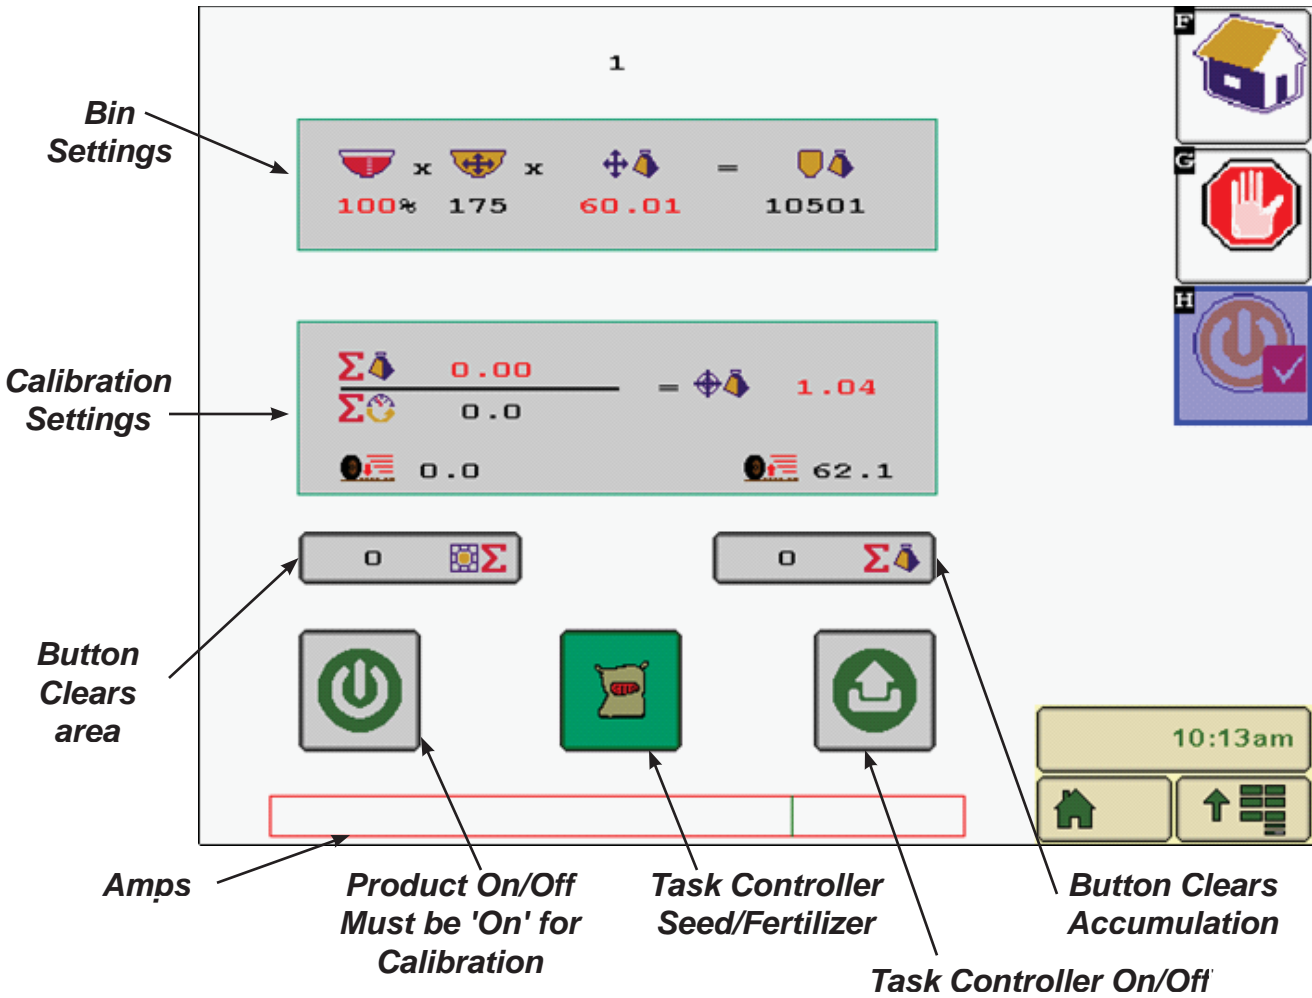 1
F
Bin
Settings
x x =
100% 175 60.01 10501
G
H
Calibration
Settings
Σ 0.00
= 1.04
Σ 0.0
0.0 62.1
0 Σ
0 Σ
Button
Clears
area
10:13am
Amps
Product On/Off
Must be 'On' for
Calibration
Task Controller
Seed/Fertilizer
Button Clears
Accumulation
Task Controller On/Off